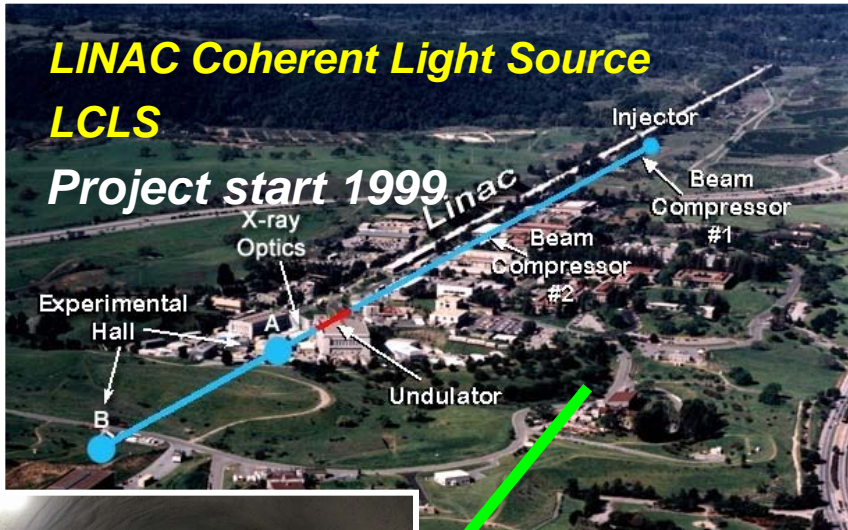 LINAC Coherent Light Source
LCLS
Project start 1999
Injector
Linac
Beam
Compressor
#1
X-ray
Optics
Beam
Compressor
#2
Experimental
Hall
A
Undulator
B